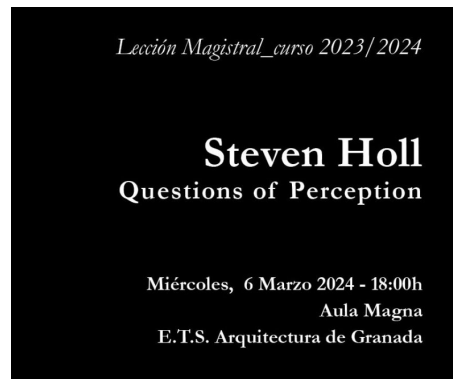 Lección Magistral_curso 2023/2024
Steven Holl
Questions of Perception
Miércoles, 6 Marzo 2024 - 18:00h
Aula Magna
E.T.S. Arquitectura de Granada